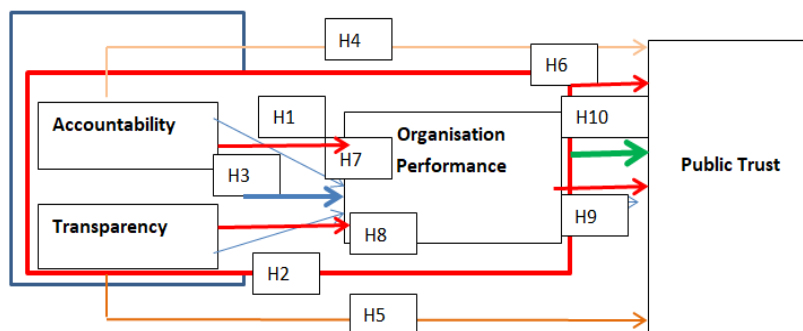 H4
H6
H1
H10
Accountability
Organisation
Performance
H7
H3
Public Trust
Transparency
H9
H8
H2
H5